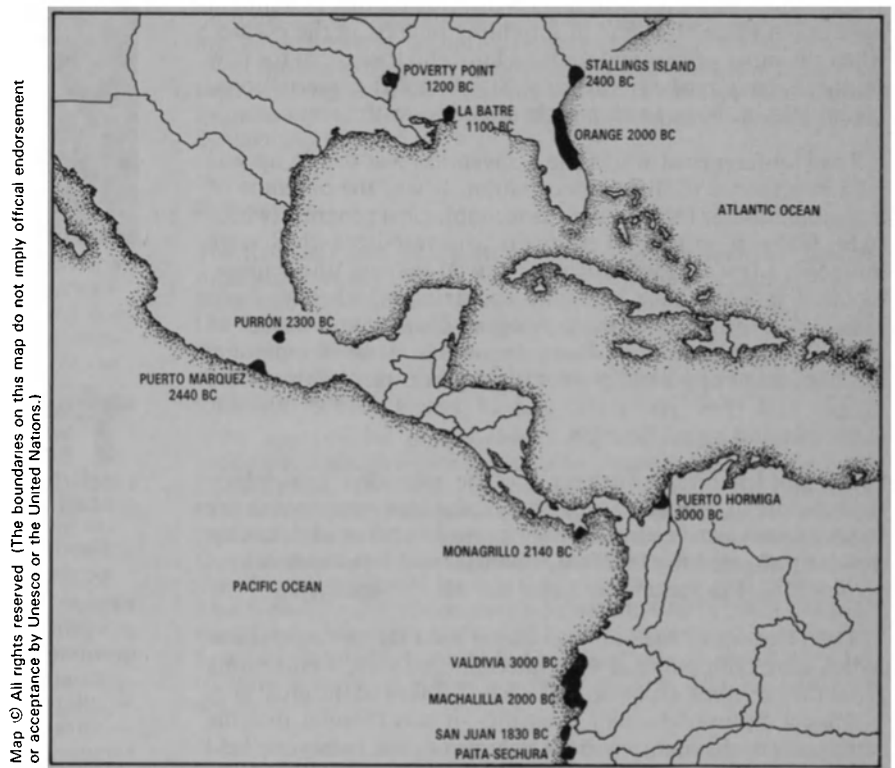 Map © All rights reserved (The boundaries on this map do not imply official endorsement
or acceptance by Unesco or the United Nations.)
POVERTY POINT
1200 BC
STALLINGS ISLAND
2400 BC
LA BATRE
1100 BC
ORANGE 2000 BC
ATLANTIC OCEAN
PURRÓN 2300 BC
PUERTO MARQUEZ
2440 BC
PUERTO HORMIGA
3000 BC
MONAGRILLO 2140 BC
PACIFIC OCEAN
VALDIVIA 3000 BC
MACHALILLA 2000 BC
SAN JUAN 1830 BC
PAITA-SECHURA